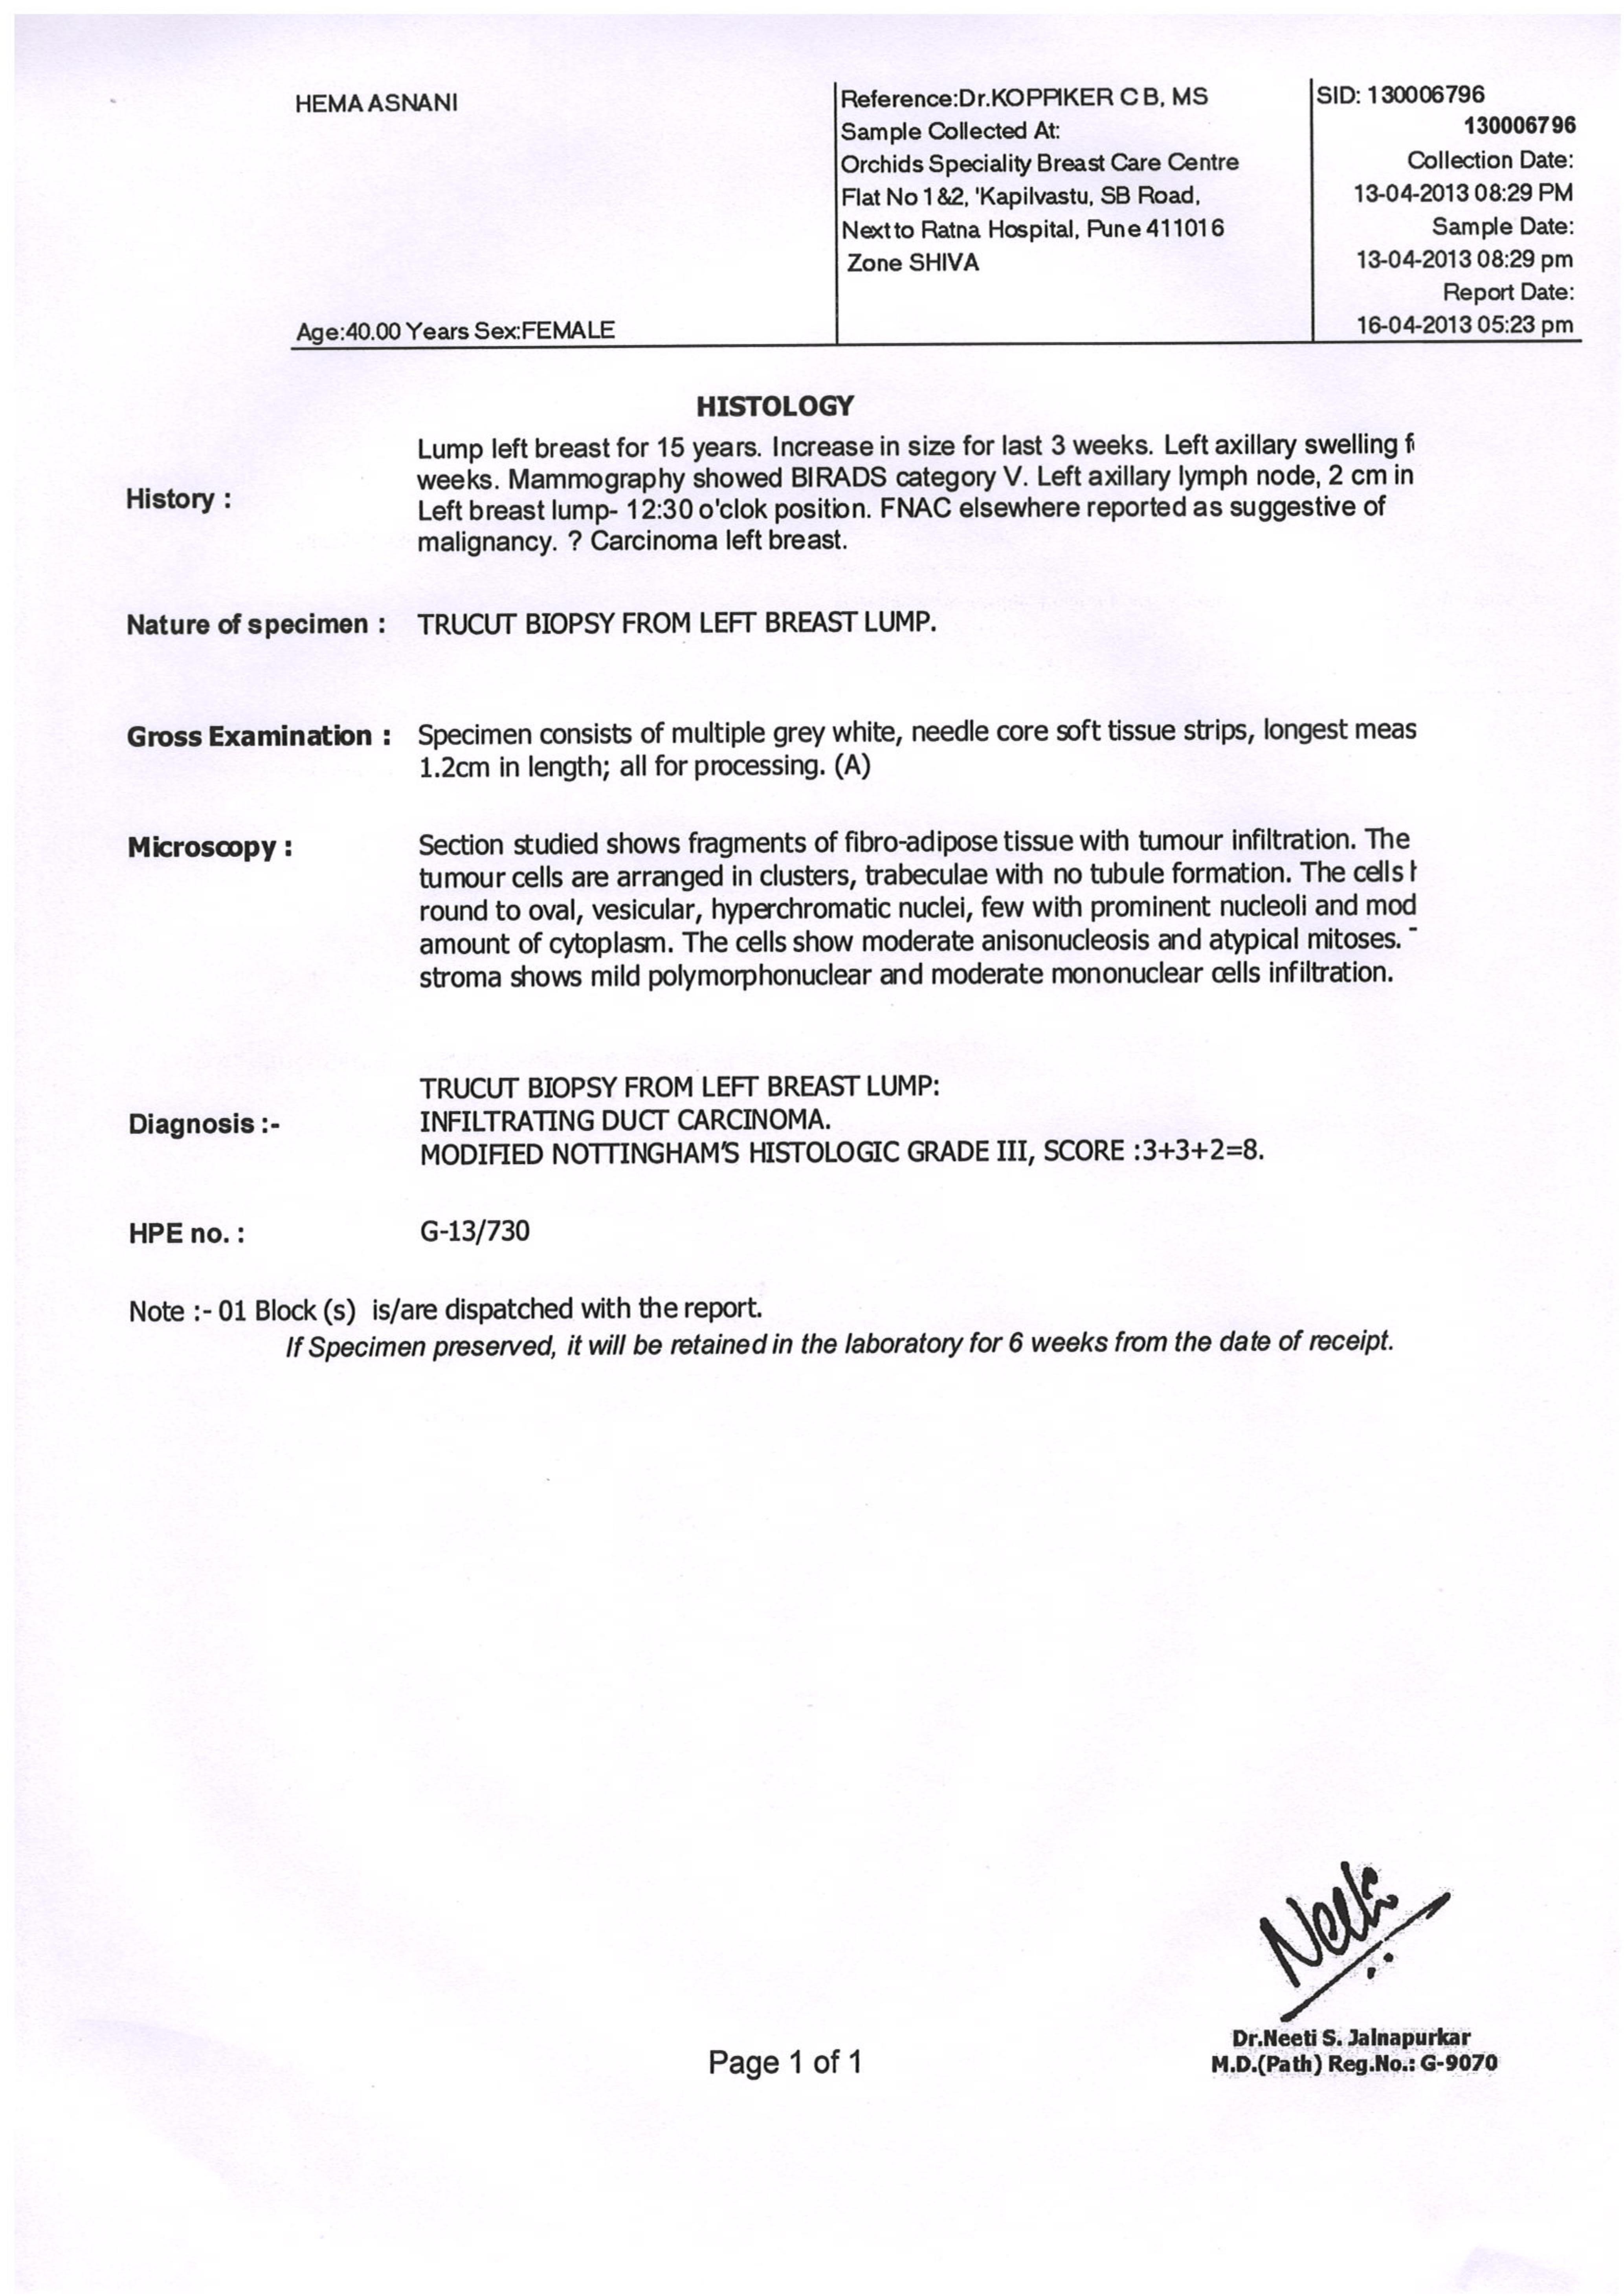 HEMA ASNANI
Age:40.00 Years Sex:FEMALE
Reference:Dr.KOPPIKER C B, MS
Sample Collected At:
Orchids Speciality Breast Care Centre
Flat No 1&2, 'Kapilvastu, SB Road,
Next to Ratna Hospital, Pune 411016
Zone SHIVA
SID: 130006796
130006796
Collection Date:
13-04-2013 08:29 PM
Sample Date:
13-04-2013 08:29 pm
Report Date:
16-04-2013 05:23 pm
HISTOLOGY
History :
Lump left breast for 15 years. Increase in size for last 3 weeks. Left axillary swelling
weeks. Mammography showed BIRADS category V. Left axillary lymph node, 2 cm in
Left breast lump- 12:30 o'clok position. FNAC elsewhere reported as suggestive of
malignancy. ? Carcinoma left breast.
Nature of specimen : TRUCUT BIOPSY FROM LEFT BREAST LUMP.
Gross Examination : Specimen consists of multiple grey white, needle core soft tissue strips, longest meas
1.2cm in length; all for processing. (A)
Microscopy : Section studied shows fragments of fibro-adipose tissue with tumour infiltration. The
tumour cells are arranged in clusters, trabeculae with no tubule formation. The cells
round to oval, vesicular, hyperchromatic nuclei, few with prominent nucleoli and mod
amount of cytoplasm. The cells show moderate anisonucleosis and atypical mitoses.
stroma shows mild polymorphonuclear and moderate mononuclear cells infiltration.
Diagnosis :-
TRUCUT BIOPSY FROM LEFT BREAST LUMP:
INFILTRATING DUCT CARCINOMA.
MODIFIED NOTTINGHAM'S HISTOLOGIC GRADE III, SCORE :3+3+2=8.
HPE no. : G-13/730
Note :- 01 Block (s) is/are dispatched with the report.
If Specimen preserved, it will be retained in the laboratory for 6 weeks from the date of receipt.
Neeti
Dr.Neeti S. Jalnapurkar
M.D.(Path) Reg.No.: G-9070
Page 1 of 1